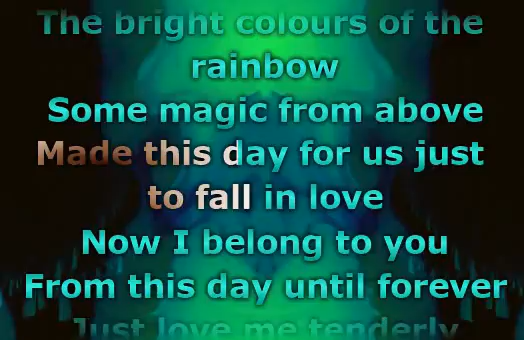 The bright colours of the
rainbow
Some magic from above
Made this day for us just
to fall in love
Now I belong to you
From this day until forever
Just love me tenderly